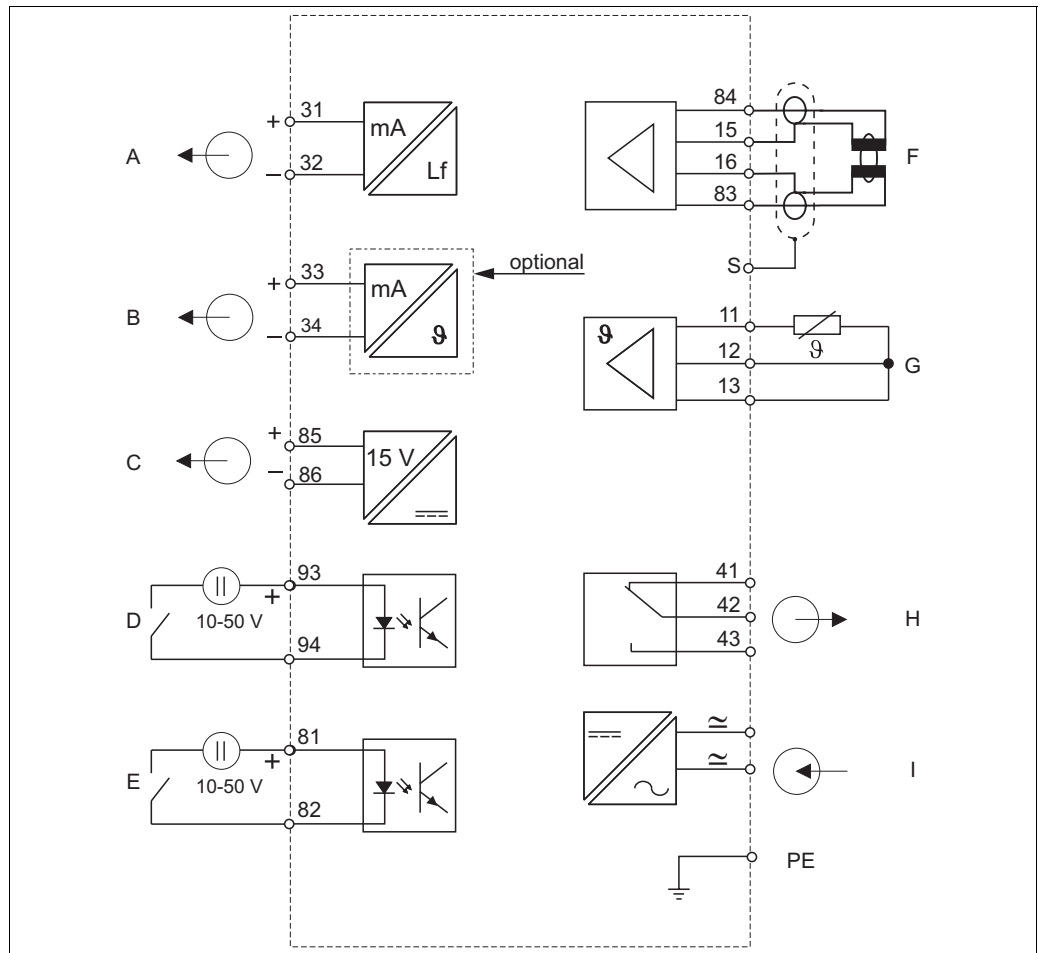 A
+ 31
mA
− 32
Lf
B
+ 33
mA
− 34
ϑ
optional
C
+ 85
15 V
− 86
D
93
+
10-50 V
94
E
81
+
10-50 V
82
84
15
16
83
F
S
ϑ
11
ϑ
12
13
G
41
42
43
H
≃
≃
I
PE